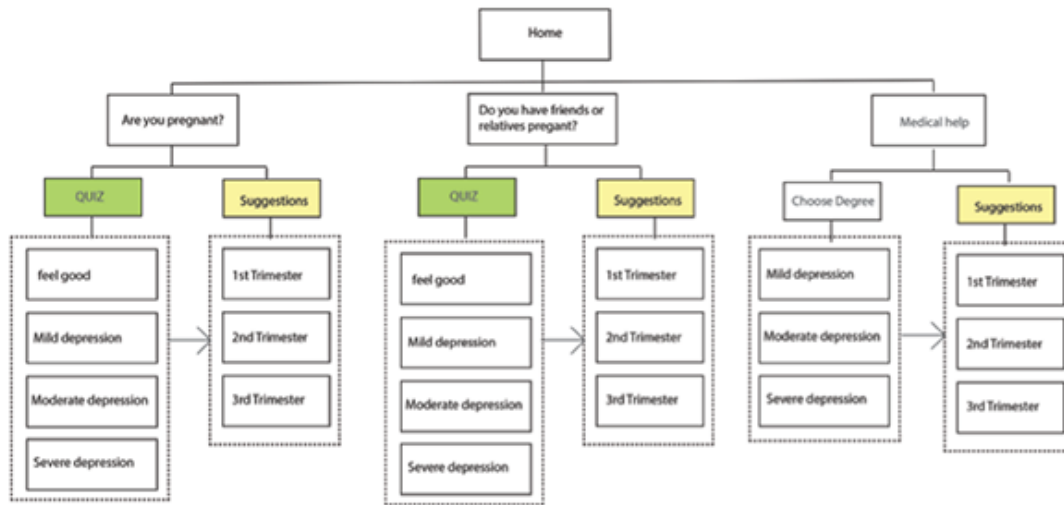 Home
Are you pregnant?
Do you have friends or
relatives pregant?
Medical help
QUIZ
Suggestions
QUIZ
Suggestions
Choose Degree
Suggestions
feel good
Mild depression
Moderate depression
Severe depression
1st Trimester
2nd Trimester
3rd Trimester
feel good
Mild depression
Moderate depression
Severe depression
1st Trimester
2nd Trimester
3rd Trimester
Mild depression
Moderate depression
Severe depression
1st Trimester
2nd Trimester
3rd Trimester